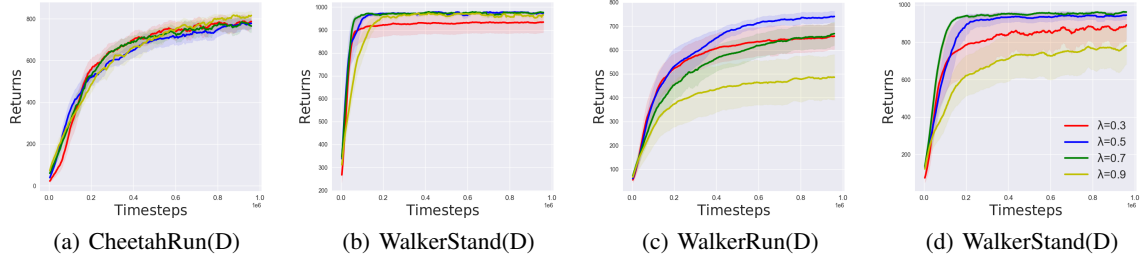 Returns
800
600
400
200
0
0.0 0.2 0.4 0.6 0.8 1.0
1e6
Timesteps
(a) CheetahRun(D)
Returns
1000
900
800
700
600
500
400
300
200
0.0 0.2 0.4 0.6 0.8 1.0
1e6
Timesteps
(b) WalkerStand(D)
Returns
800
700
600
500
400
300
200
100
0
0.0 0.2 0.4 0.6 0.8 1.0
1e6
Timesteps
(c) WalkerRun(D)
Returns
1000
800
600
400
200
λ=0.3
λ=0.5
λ=0.7
λ=0.9
0.0 0.2 0.4 0.6 0.8 1.0
1e6
Timesteps
(d) WalkerStand(D)